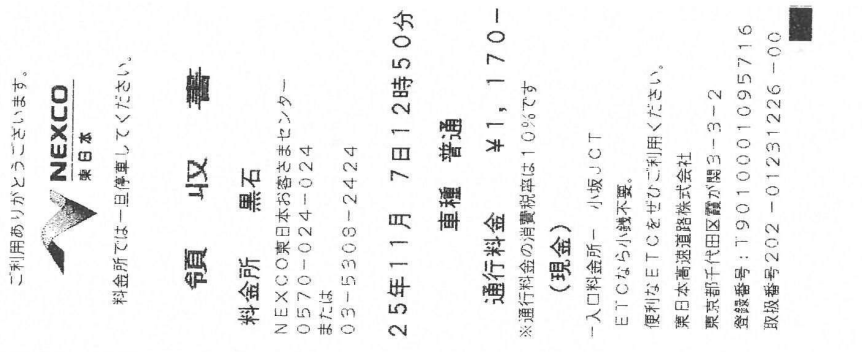 ご利用ありがとうございます。
NEXCO
東日本
料金所では一旦停車してください。
領収書
料金所 黒石
NEXCO東日本お客さまセンター
0570-024-024
または
03-5308-2424
25年11月 7日12時50分
車種 普通
通行料金 ¥1,170-
※通行料金の消費税率は10%です
(現金)
-入口料金所- 小坂JCT
ETCなら小銭不要。
便利なETCをぜひご利用ください。
東日本高速道路株式会社
東京都千代田区霞が関3-3-2
登録番号:T9010001095716
取扱番号202-01231226-00